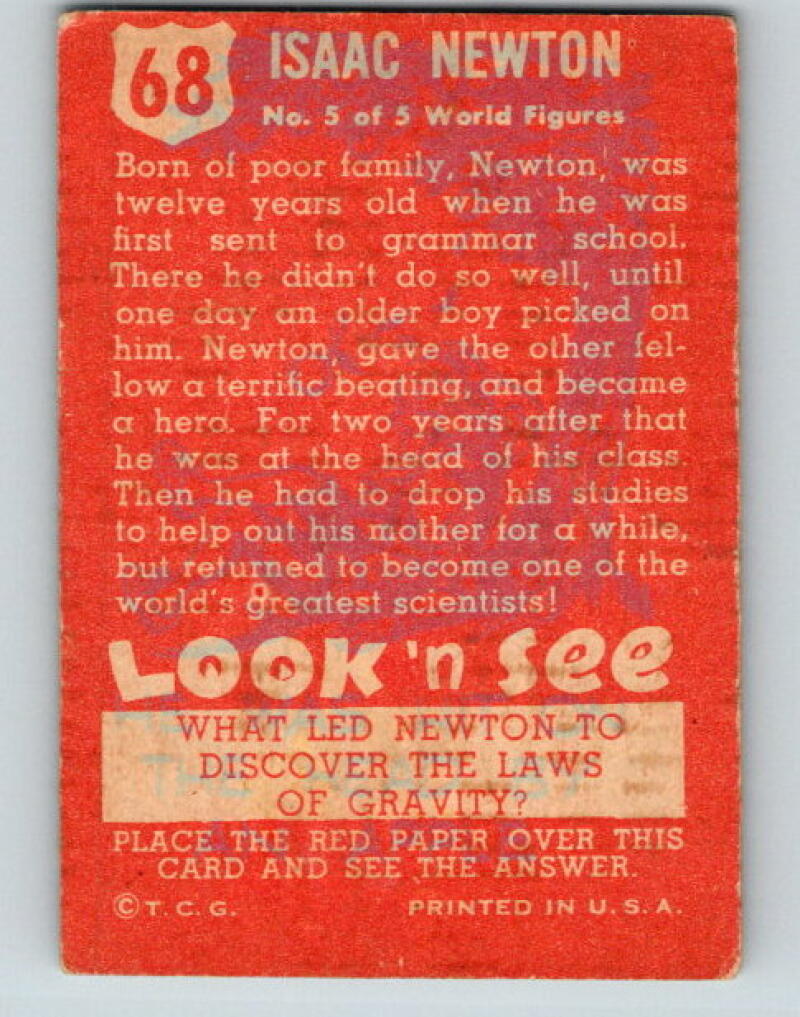 68
ISAAC NEWTON
No. 5 of 5 World Figures
Born of poor family, Newton, was
twelve years old when he was
first sent to grammar school.
There he didn't do so well, until
one day an older boy picked on
him. Newton, gave the other fel-
low a terrific beating, and became
a hero. For two years after that
he was at the head of his class.
Then he had to drop his studies
to help out his mother for a while,
but returned to become one of the
world's greatest scientists!
LOOK 'n See
WHAT LED NEWTON TO
DISCOVER THE LAWS
OF GRAVITY?
PLACE THE RED PAPER OVER THIS
CARD AND SEE THE ANSWER.
© T. C. G.
PRINTED IN U. S. A.